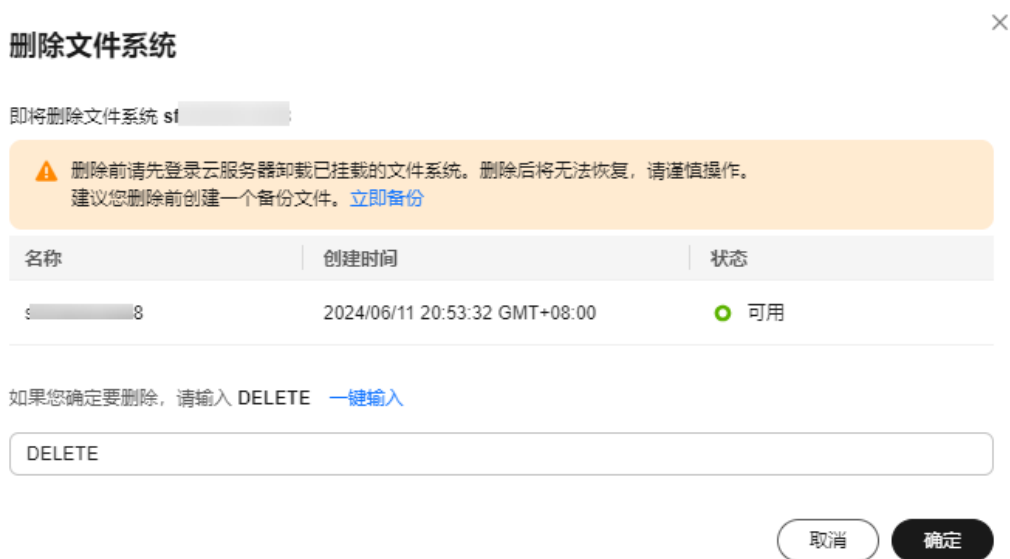 删除文件系统
即将删除文件系统 sf
删除前请先登录云服务器卸载已挂载的文件系统。删除后将无法恢复，请谨慎操作。
建议您删除前创建一个备份文件。立即备份
名称 创建时间 状态
s 8 2024/06/11 20:53:32 GMT+08:00 可用
如果您确定要删除，请输入 DELETE 一键输入
DELETE
取消 确定